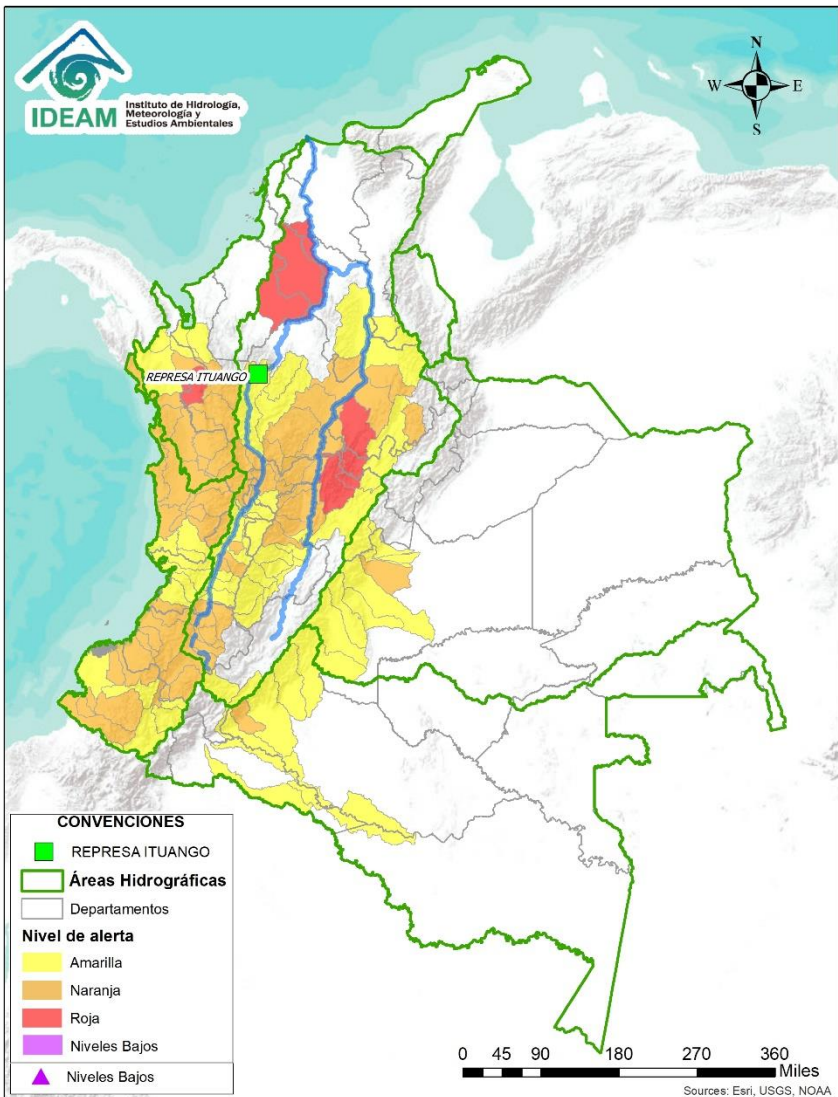 IDEAM
Instituto de Hidrología,
Meteorología y
Estudios Ambientales
N
W
E
S
REPRESA ITUANGO
CONVENCIONES
REPRESA ITUANGO
Áreas Hidrográficas
Departamentos
Nivel de alerta
Amarilla
Naranja
Roja
Niveles Bajos
Niveles Bajos
0 45 90 180 270 360
Miles
Sources: Esri, USGS, NOAA